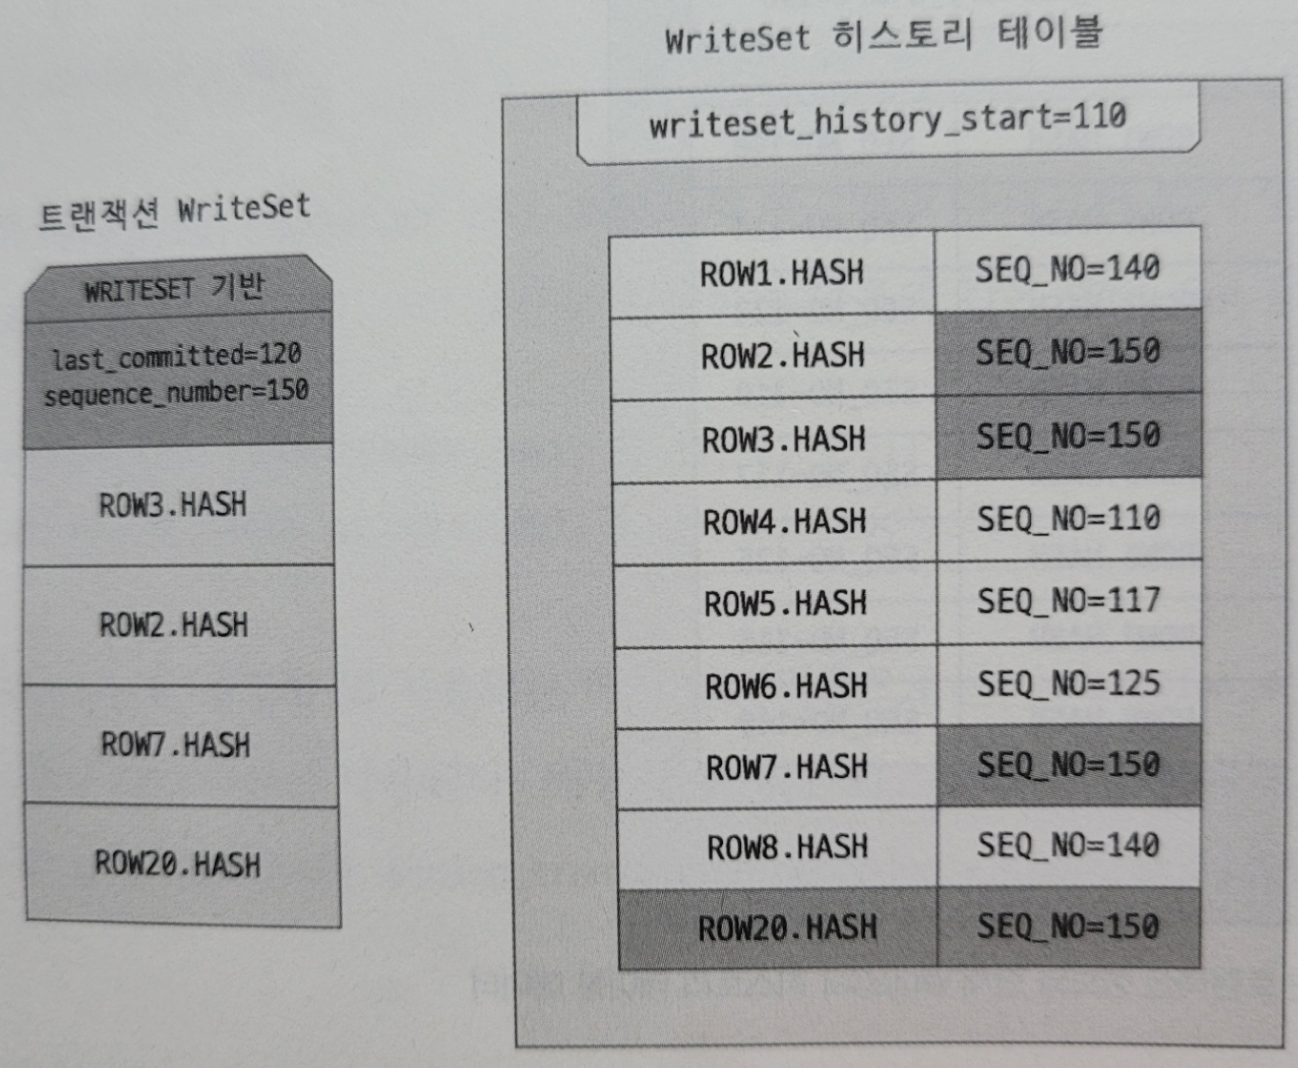 WriteSet 히스토리 테이블
writeset_history_start=110
트랜잭션 WriteSet
WRITESET 기반
last_committed=120
sequence_number=150
ROW3.HASH
ROW2.HASH
ROW7.HASH
ROW20.HASH
ROW1.HASH SEQ_NO=140
ROW2.HASH SEQ_NO=150
ROW3.HASH SEQ_NO=150
ROW4.HASH SEQ_NO=110
ROW5.HASH SEQ_NO=117
ROW6.HASH SEQ_NO=125
ROW7.HASH SEQ_NO=150
ROW8.HASH SEQ_NO=140
ROW20.HASH SEQ_NO=150